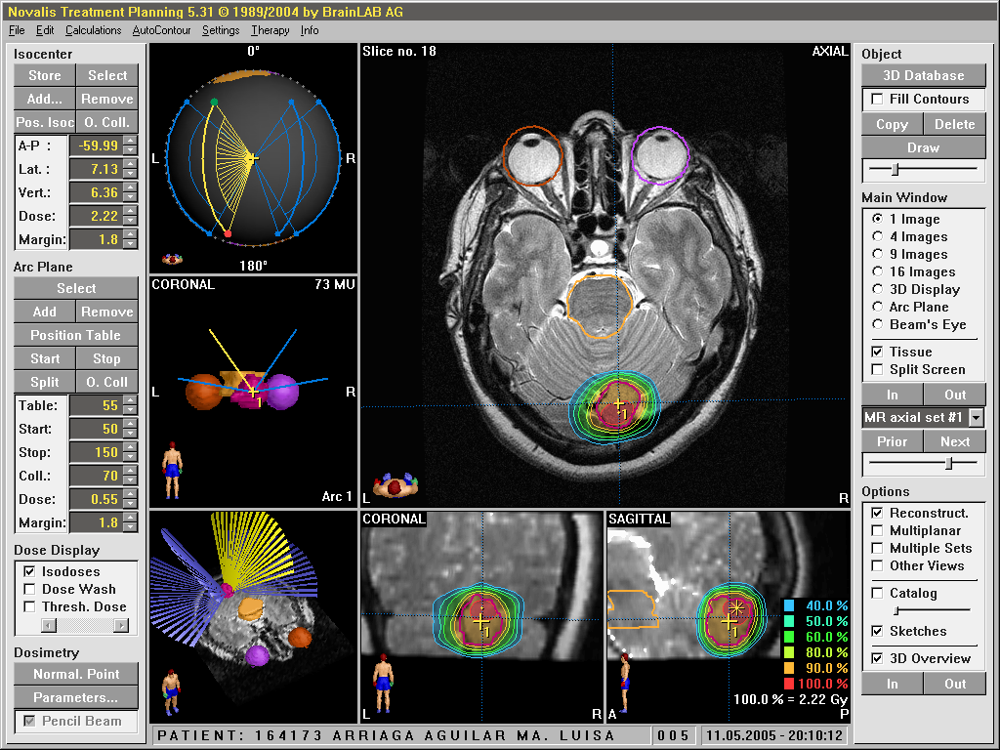 Novalis Treatment Planning 5.31 © 1989/2004 by BrainLAB AG
File Edit Calculations AutoContour Settings Therapy Info
Isocenter
Store Select
Add... Remove
Pos. Isoc O. Coll.
A-P : -59.99
Lat. : 7.13
Vert.: 6.36
Dose: 2.22
Margin: 1.8
Arc Plane
Select
Add Remove
Position Table
Start Stop
Split O. Coll
Table: 55
Start: 50
Stop: 150
Coll.: 70
Dose: 0.55
Margin: 1.8
Dose Display
Isodoses
Dose Wash
Thresh. Dose
Dosimetry
Normal. Point
Parameters...
Pencil Beam
0°
L R
180°
CORONAL 73 MU
L R
1
Arc 1
Slice no. 18 AXIAL
1
L R
CORONAL
1
L R
SAGITTAL
1
40.0 %
50.0 %
60.0 %
80.0 %
90.0 %
100.0 %
100.0 % = 2.22 Gy
A P
PATIENT: 164173 ARRIAGA AGUILAR MA. LUISA 005 11.05.2005 - 20:10:12
Object
3D Database
Fill Contours
Copy Delete
Draw
Main Window
1 Image
4 Images
9 Images
16 Images
3D Display
Arc Plane
Beam's Eye
Tissue
Split Screen
In Out
MR axial set #1
Prior Next
Options
Reconstruct.
Multiplanar
Multiple Sets
Other Views
Catalog
Sketches
3D Overview
In Out